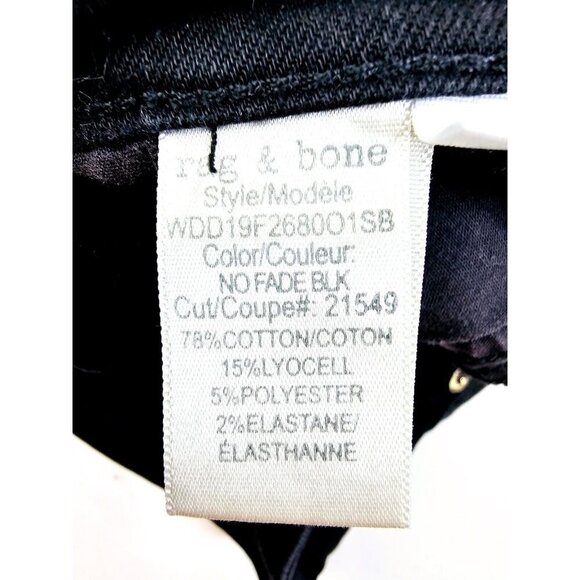 rag & bone
Style/Modèle
WDD19F2680O1SB
Color/Couleur:
NO FADE BLK
Cut/Coupe#: 21549
78%COTTON/COTON
15%LYOCELL
5%POLYESTER
2%ELASTANE/
ÉLASTHANNE